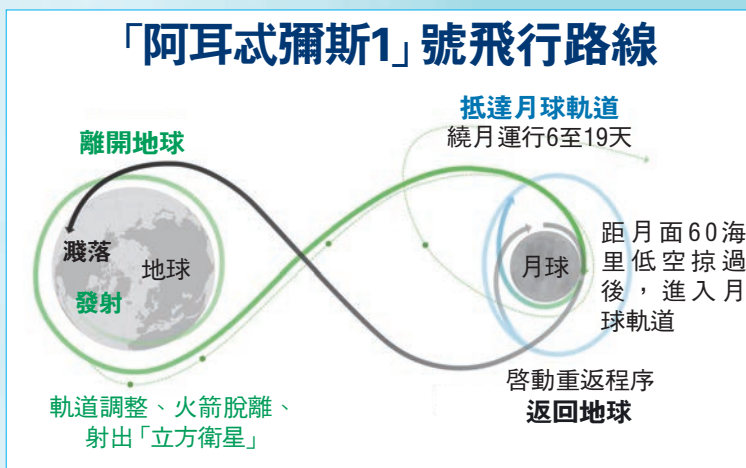 「阿耳忒彌斯1」號飛行路線
抵達月球軌道
繞月運行6至19天
離開地球
濺落
地球
發射
月球
距月面60海
里低空掠過
後，進入月
球軌道
啓動重返程序
返回地球
軌道調整、火箭脫離、
射出「立方衛星」